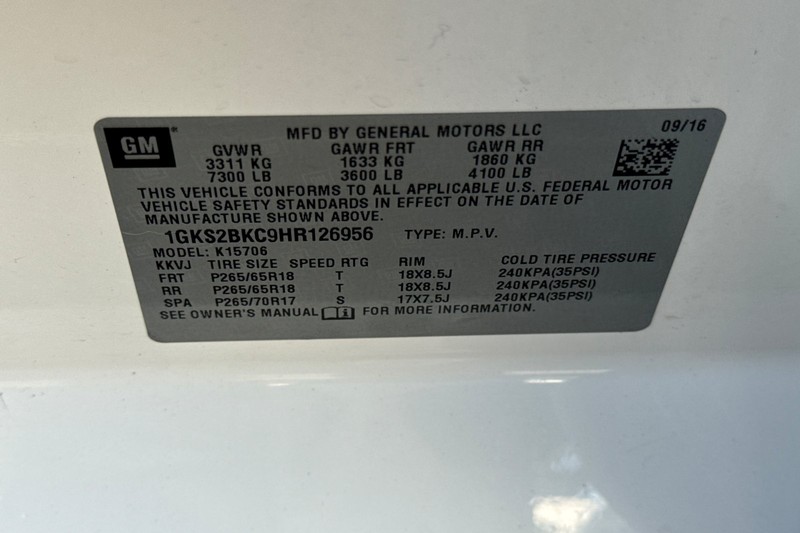 GM
MFD BY GENERAL MOTORS LLC 09/16
GVWR GAWR FRT GAWR RR
3311 KG 1633 KG 1860 KG
7300 LB 3600 LB 4100 LB
THIS VEHICLE CONFORMS TO ALL APPLICABLE U.S. FEDERAL MOTOR
VEHICLE SAFETY STANDARDS IN EFFECT ON THE DATE OF
MANUFACTURE SHOWN ABOVE.
1GKS2BKC9HR126956 TYPE: M.P.V.
MODEL: K15706
KKVJ TIRE SIZE SPEED RTG RIM COLD TIRE PRESSURE
FRT P265/65R18 T 18X8.5J 240KPA(35PSI)
RR P265/65R18 T 18X8.5J 240KPA(35PSI)
SPA P265/70R17 S 17X7.5J 240KPA(35PSI)
SEE OWNER'S MANUAL FOR MORE INFORMATION.